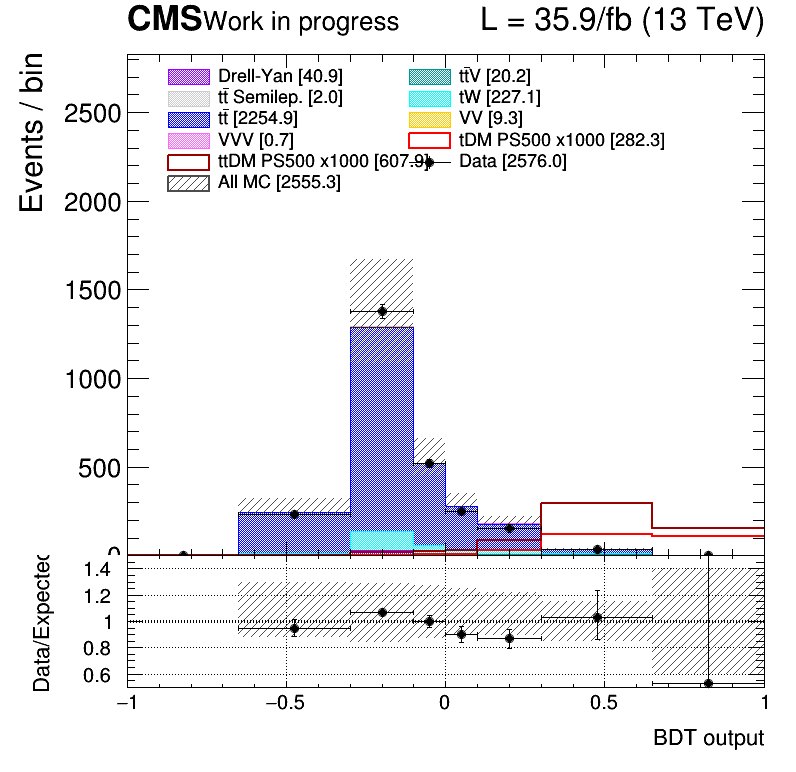 CMS Work in progress L = 35.9/fb (13 TeV)
Events / bin
Drell-Yan [40.9] tt̄V [20.2]
tt̄ Semilep. [2.0] tW [227.1]
tt̄ [2254.9] VV [9.3]
VVV [0.7] tDM PS500 x1000 [282.3]
ttDM PS500 x1000 [607.9] Data [2576.0]
All MC [2555.3]
2500
2000
1500
1000
500
0
Data/Expected
1.4
1.2
1
0.8
0.6
−1 −0.5 0 0.5 1
BDT output